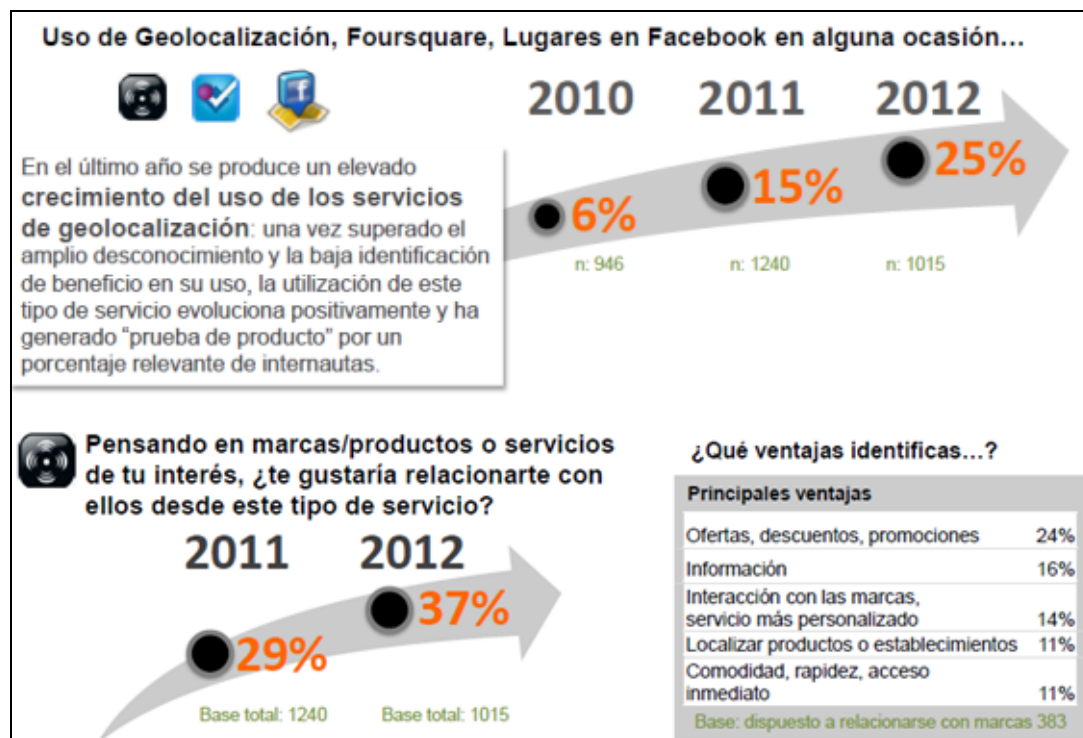 Uso de Geolocalización, Foursquare, Lugares en Facebook en alguna ocasión...
2010 2011 2012
6% 15% 25%
n: 946 n: 1240 n: 1015
En el último año se produce un elevado
crecimiento del uso de los servicios
de geolocalización: una vez superado el
amplio desconocimiento y la baja identificación
de beneficio en su uso, la utilización de este
tipo de servicio evoluciona positivamente y ha
generado “prueba de producto” por un
porcentaje relevante de internautas.
Pensando en marcas/productos o servicios
de tu interés, ¿te gustaría relacionarte con
ellos desde este tipo de servicio?
2011 2012
29% 37%
Base total: 1240 Base total: 1015
¿Qué ventajas identificas...?
Principales ventajas
Ofertas, descuentos, promociones 24%
Información 16%
Interacción con las marcas,
servicio más personalizado 14%
Localizar productos o establecimientos 11%
Comodidad, rapidez, acceso
inmediato 11%
Base: dispuesto a relacionarse con marcas 383